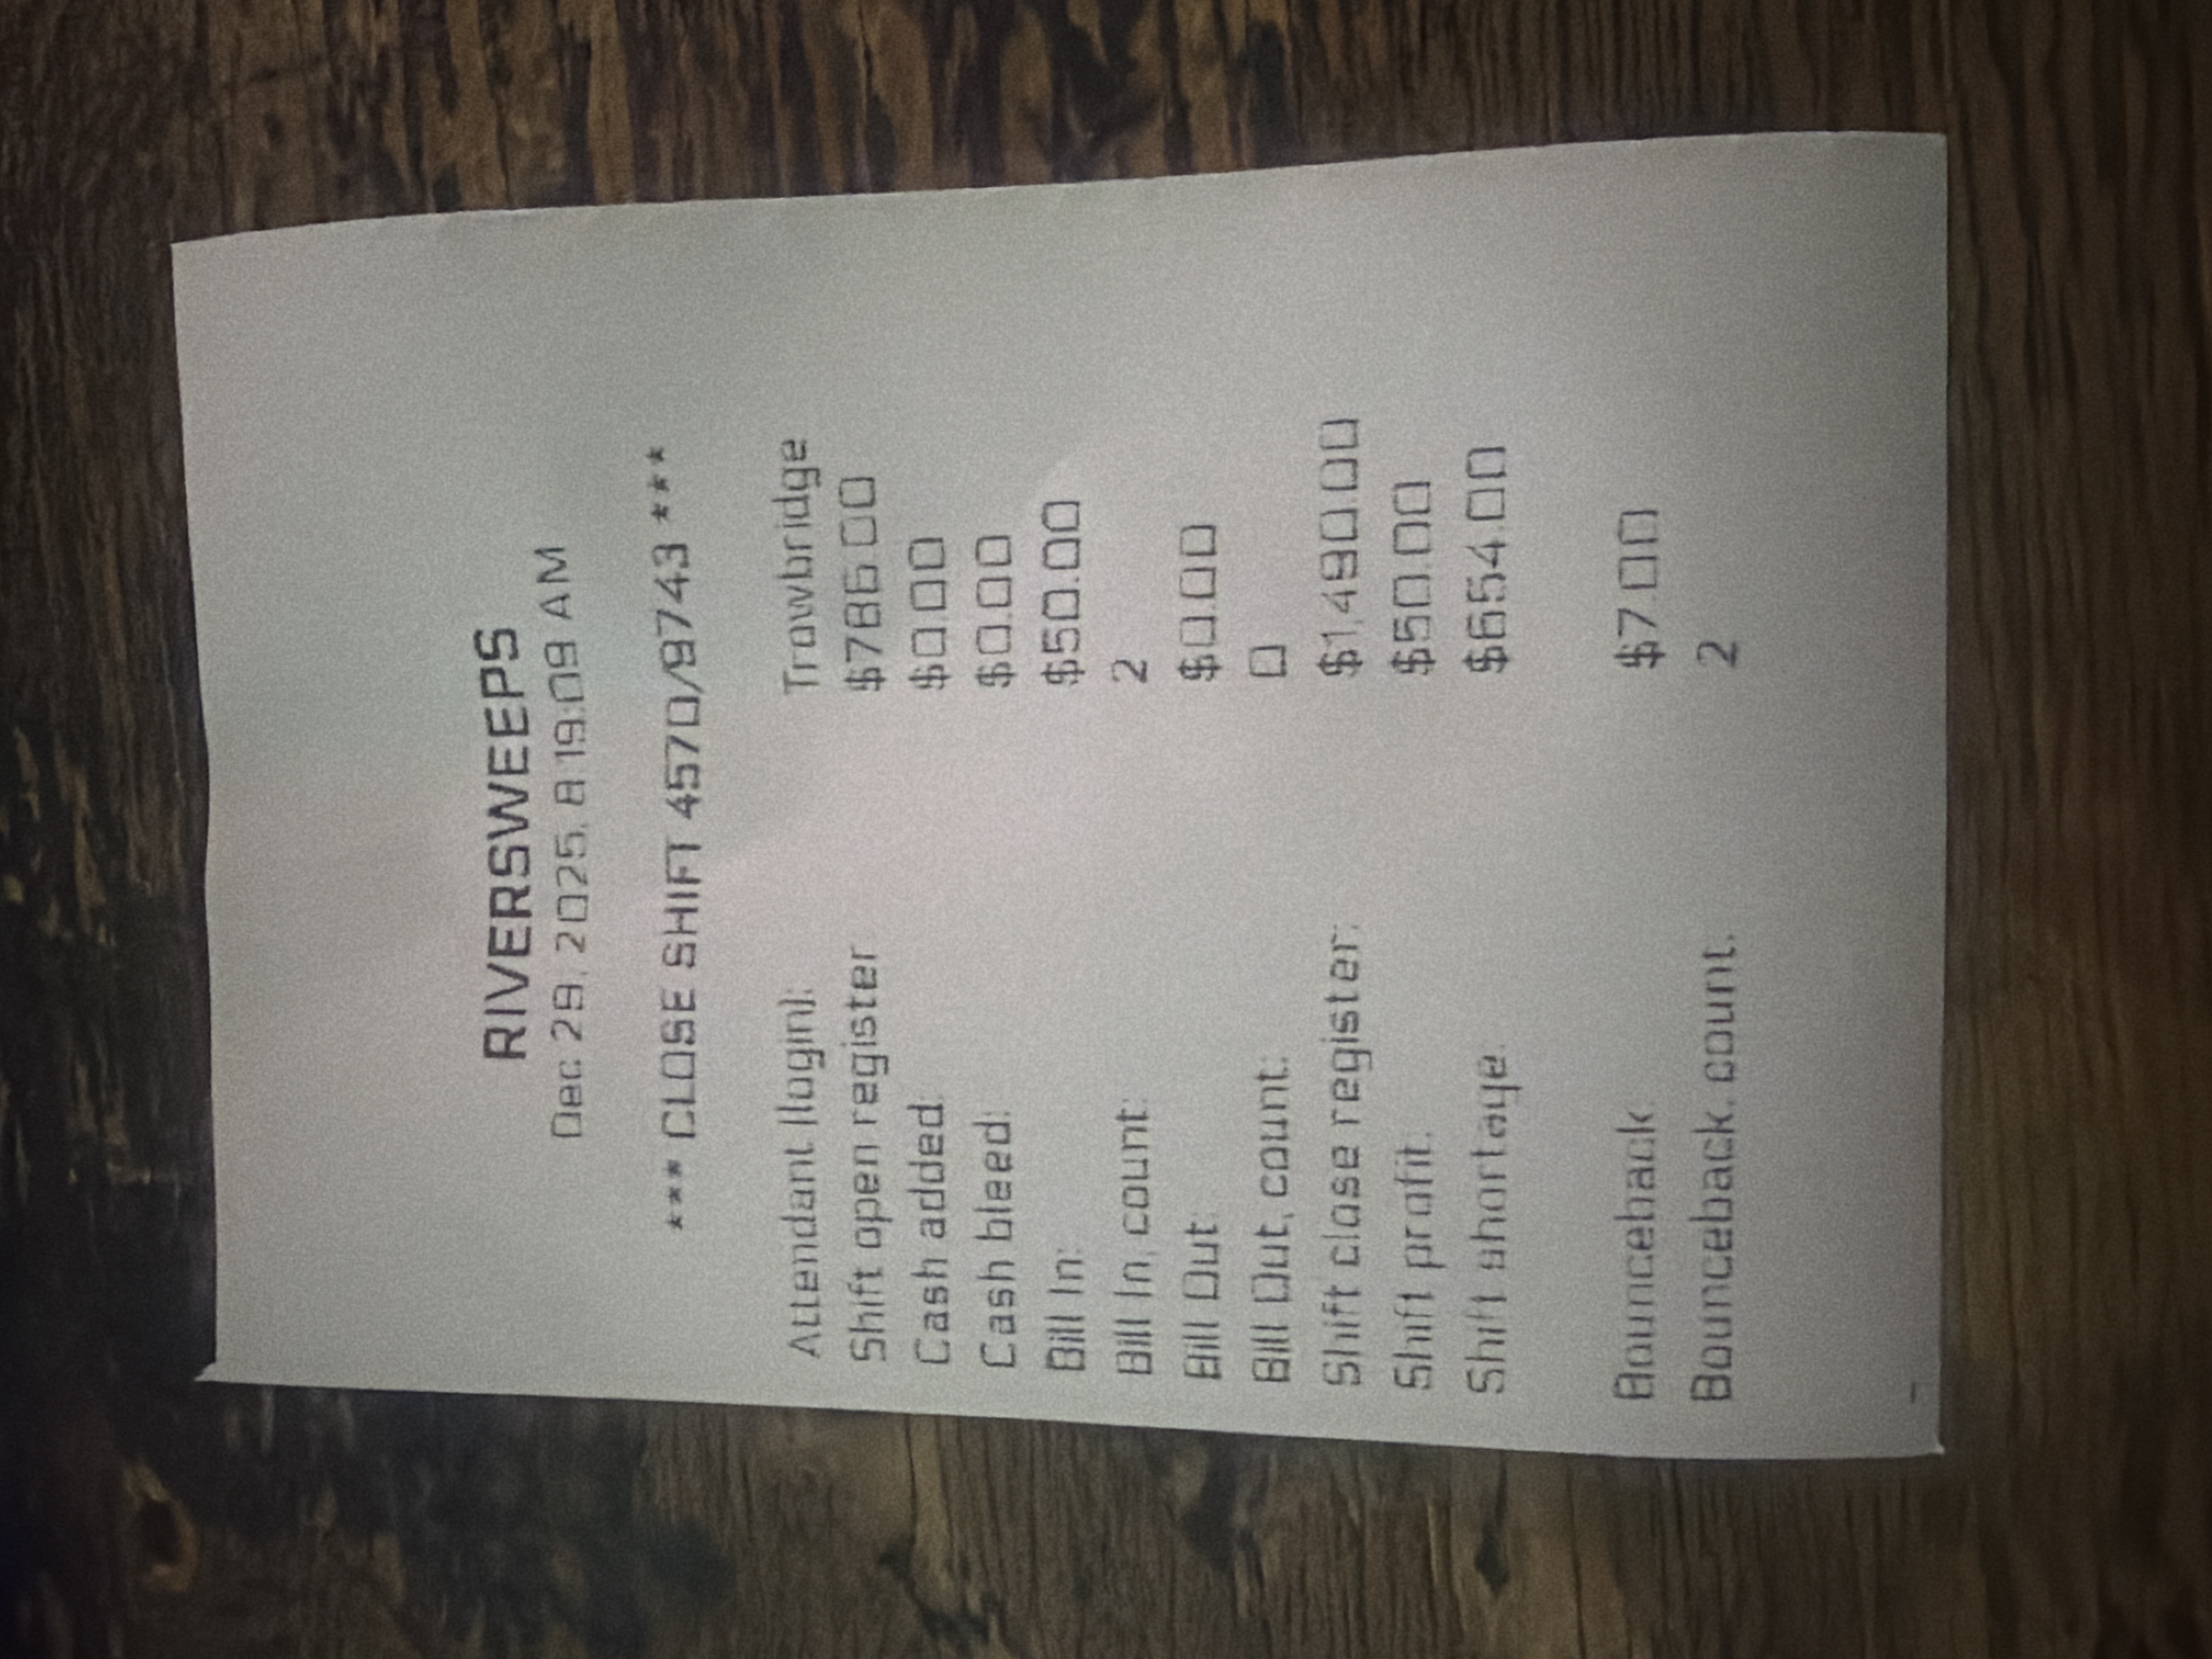 RIVERSWEEPS
Dec 29, 2025, 8:19:09 AM
*** CLOSE SHIFT 4570/9743 ***
Attendant (login): Trowbridge
Shift open register: $786.00
Cash added: $0.00
Cash bleed: $0.00
Bill In: $50.00
Bill In, count: 2
Bill Out: $0.00
Bill Out, count: 0
Shift close register: $1,490.00
Shift profit: $50.00
Shift shortage: $654.00
Bounceback: $7.00
Bounceback, count: 2